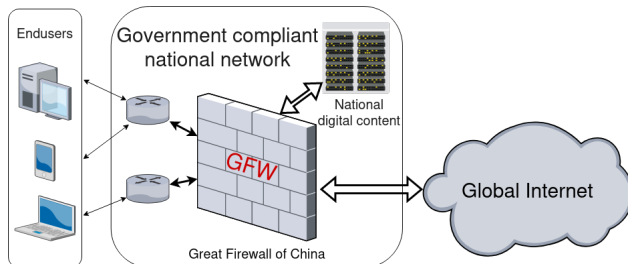 Endusers
Government compliant
national network
National
digital content
GFW
Global Internet
Great Firewall of China